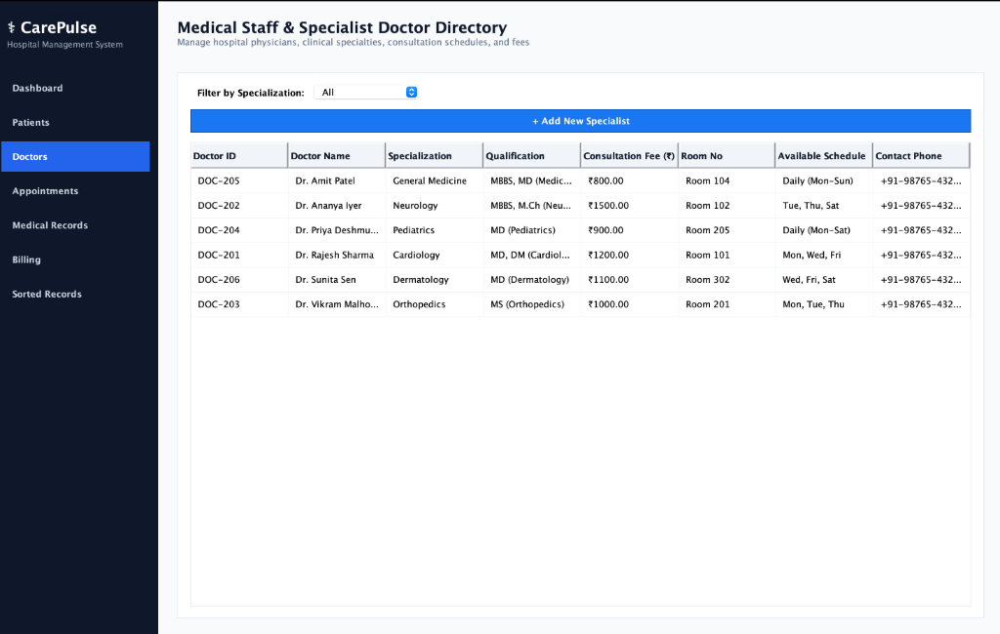 ⚕ CarePulse
Hospital Management System
Dashboard
Patients
Doctors
Appointments
Medical Records
Billing
Sorted Records
Medical Staff & Specialist Doctor Directory
Manage hospital physicians, clinical specialties, consultation schedules, and fees
Filter by Specialization: All
+ Add New Specialist
Doctor ID Doctor Name Specialization Qualification Consultation Fee (₹) Room No Available Schedule Contact Phone
DOC-205 Dr. Amit Patel General Medicine MBBS, MD (Medic... ₹800.00 Room 104 Daily (Mon-Sun) +91-98765-432...
DOC-202 Dr. Ananya Iyer Neurology MBBS, M.Ch (Neu... ₹1500.00 Room 102 Tue, Thu, Sat +91-98765-432...
DOC-204 Dr. Priya Deshmu... Pediatrics MD (Pediatrics) ₹900.00 Room 205 Daily (Mon-Sat) +91-98765-432...
DOC-201 Dr. Rajesh Sharma Cardiology MD, DM (Cardiol... ₹1200.00 Room 101 Mon, Wed, Fri +91-98765-432...
DOC-206 Dr. Sunita Sen Dermatology MD (Dermatology) ₹1100.00 Room 302 Wed, Fri, Sat +91-98765-432...
DOC-203 Dr. Vikram Malho... Orthopedics MS (Orthopedics) ₹1000.00 Room 201 Mon, Tue, Thu +91-98765-432...